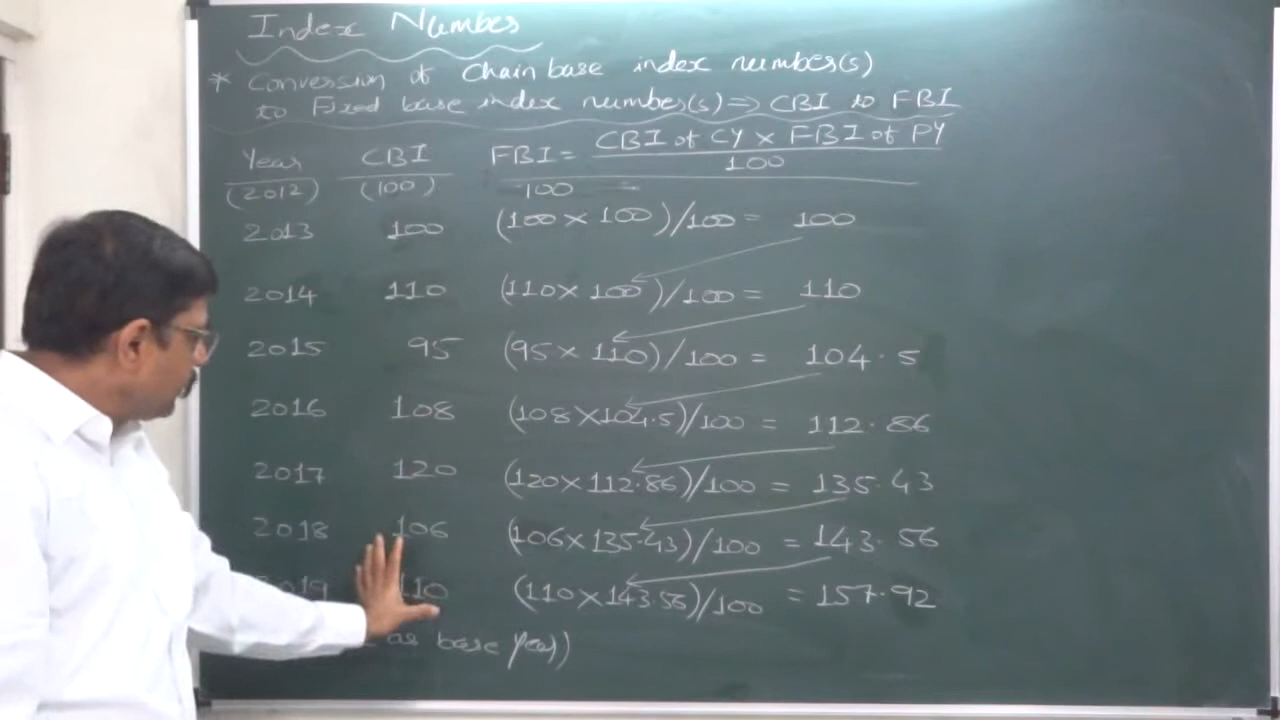 Index Number
* Conversion of Chain base index number(s)
to Fixed base index number(s) ⇒ CBI to FBI
Year CBI FBI = CBI of CY × FBI of PY / 100
(2012) (100) 100
2013 100 (100 × 100)/100 = 100
2014 110 (110 × 100)/100 = 110
2015 95 (95 × 110)/100 = 104.5
2016 108 (108 × 104.5)/100 = 112.86
2017 120 (120 × 112.86)/100 = 135.43
2018 106 (106 × 135.43)/100 = 143.56
2019 110 (110 × 143.56)/100 = 157.92
as base year)